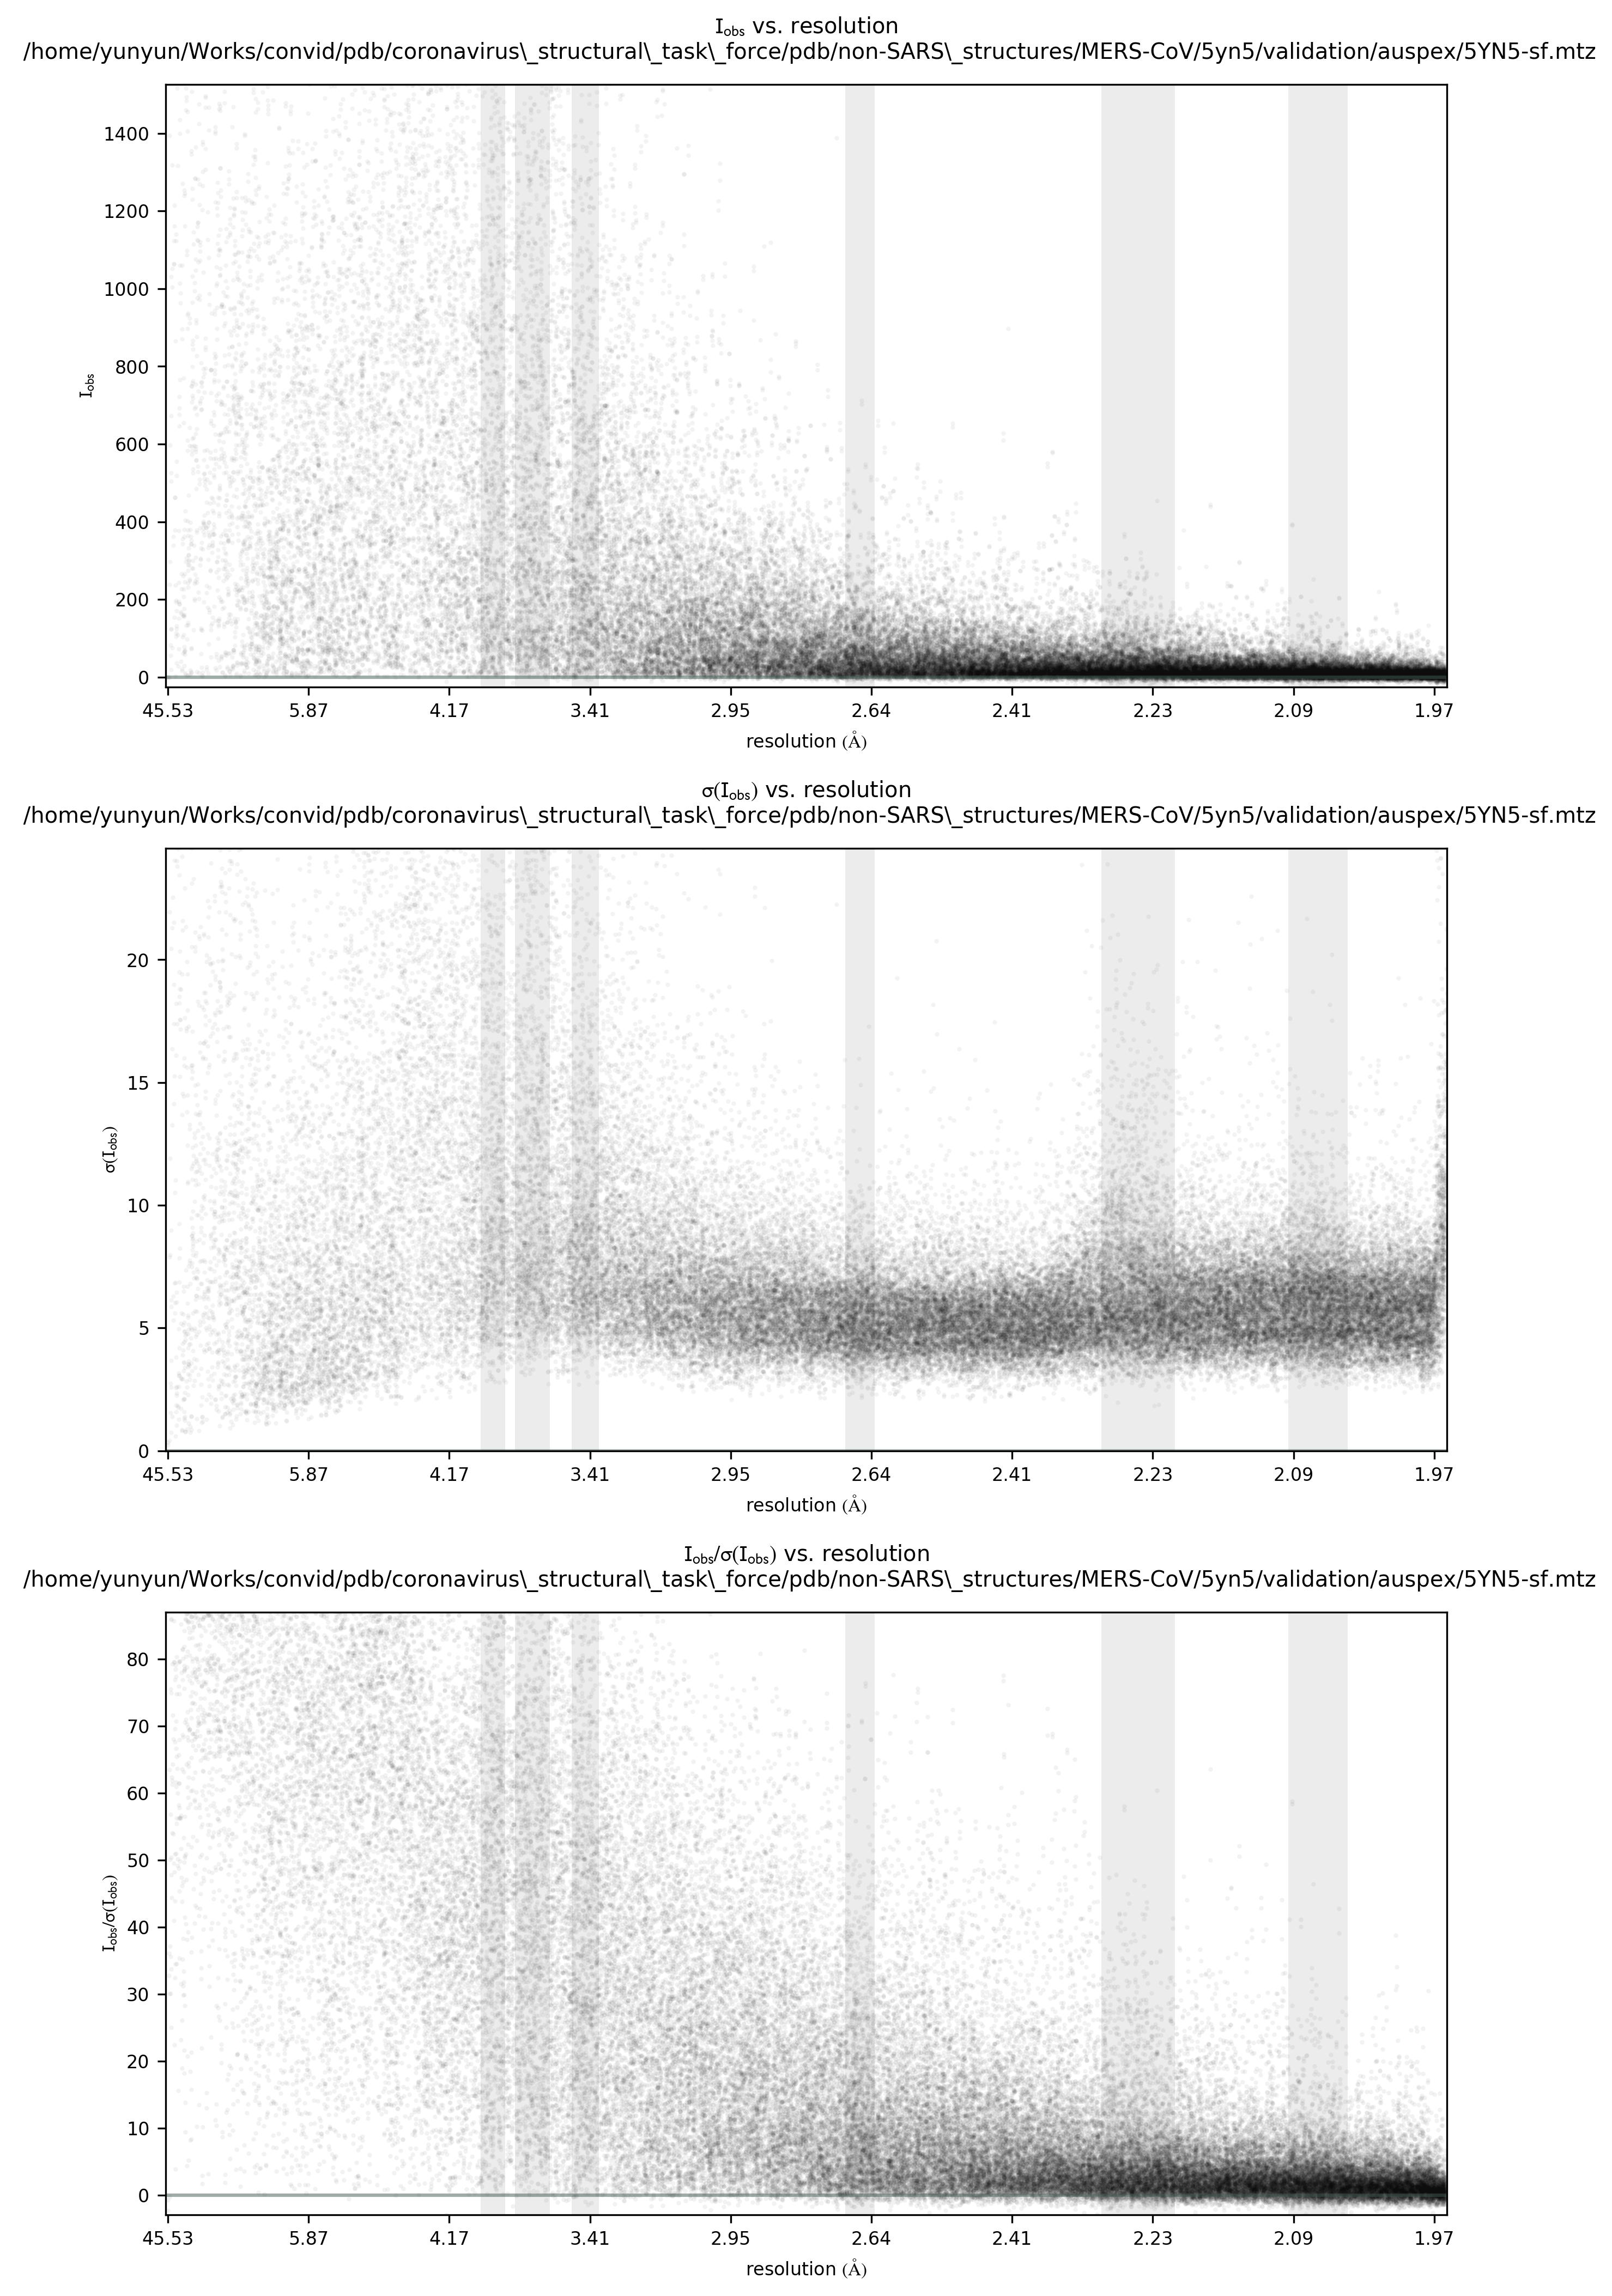 I_obs vs. resolution
/home/yunyun/Works/convid/pdb/coronavirus\_structural\_task\_force/pdb/non-SARS\_structures/MERS-CoV/5yn5/validation/auspex/5YN5-sf.mtz
1400
1200
1000
800
600
400
200
0
I_obs
45.53 5.87 4.17 3.41 2.95 2.64 2.41 2.23 2.09 1.97
resolution (Å)
σ(I_obs) vs. resolution
/home/yunyun/Works/convid/pdb/coronavirus\_structural\_task\_force/pdb/non-SARS\_structures/MERS-CoV/5yn5/validation/auspex/5YN5-sf.mtz
20
15
10
5
0
σ(I_obs)
45.53 5.87 4.17 3.41 2.95 2.64 2.41 2.23 2.09 1.97
resolution (Å)
I_obs/σ(I_obs) vs. resolution
/home/yunyun/Works/convid/pdb/coronavirus\_structural\_task\_force/pdb/non-SARS\_structures/MERS-CoV/5yn5/validation/auspex/5YN5-sf.mtz
80
70
60
50
40
30
20
10
0
I_obs/σ(I_obs)
45.53 5.87 4.17 3.41 2.95 2.64 2.41 2.23 2.09 1.97
resolution (Å)